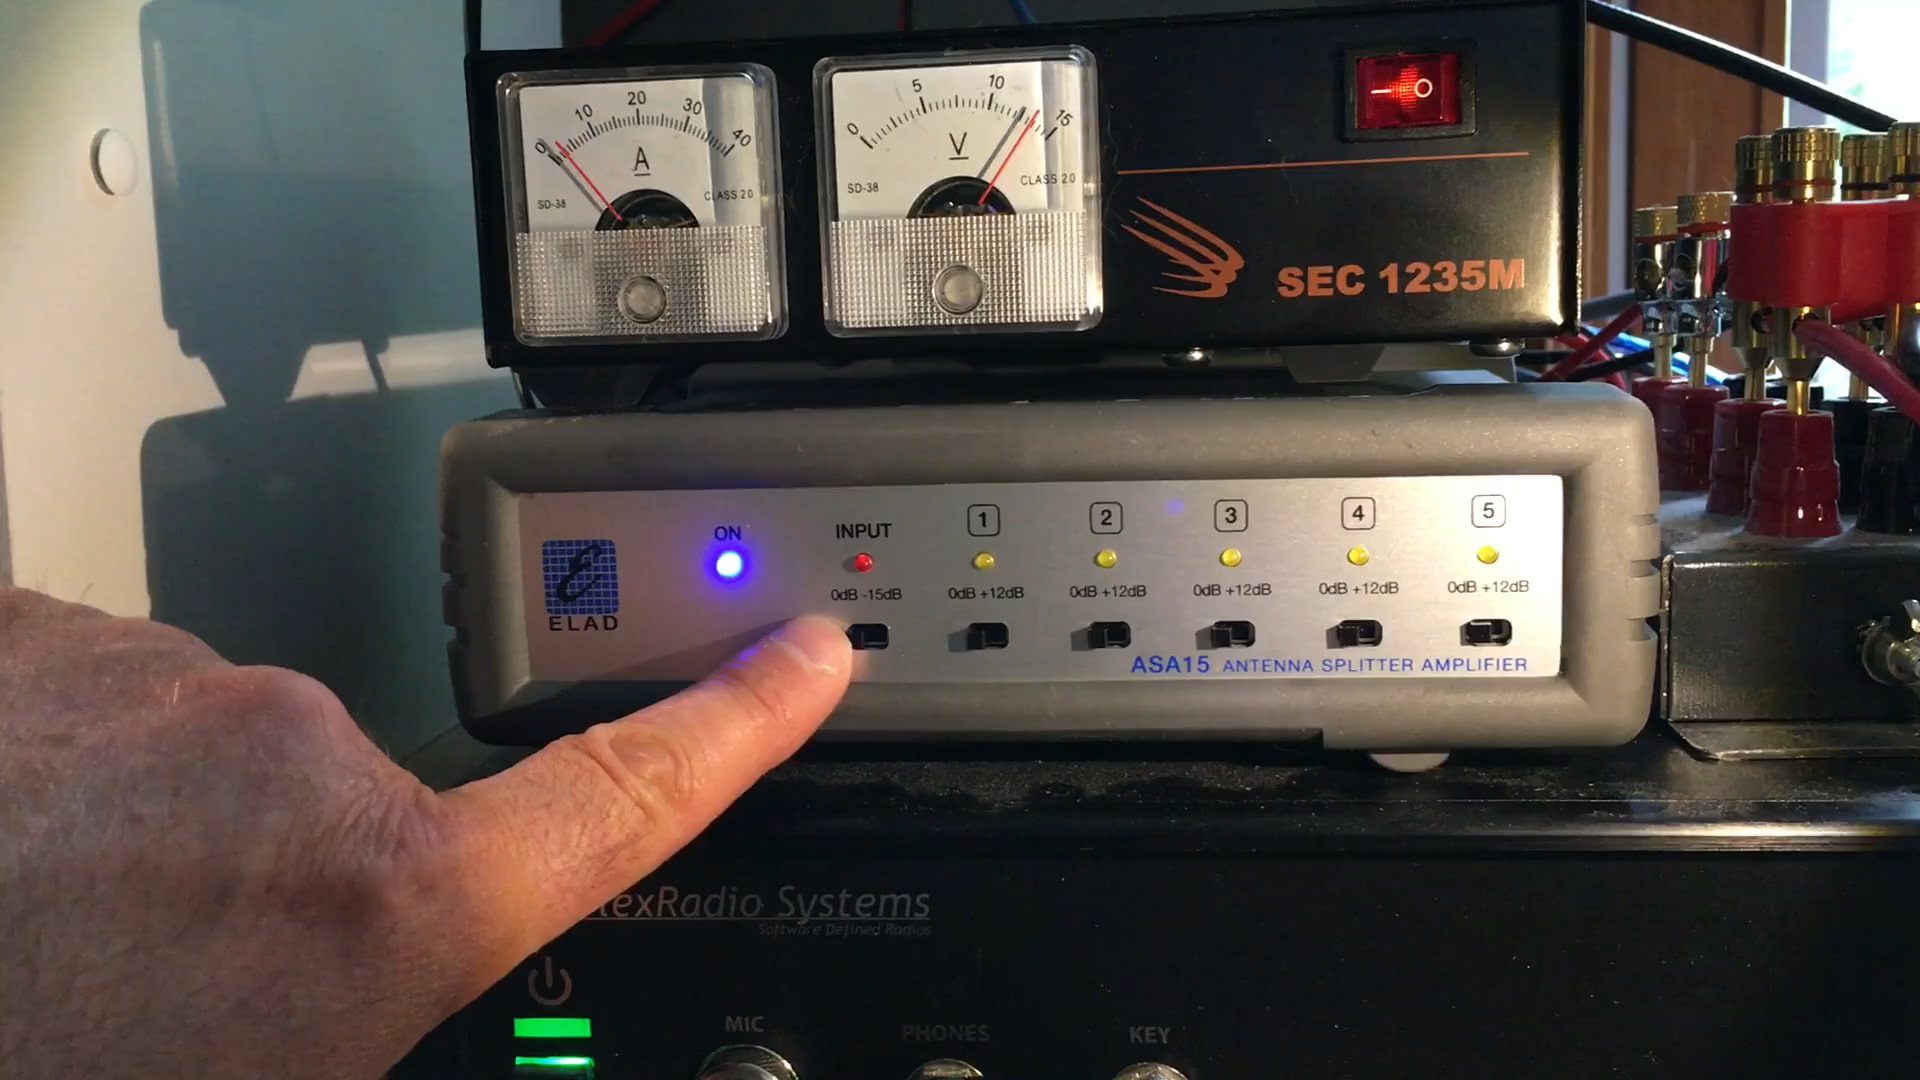 0 10 20 30 40
A
SD-38
CLASS 2.0
0 5 10 15
V
SD-38
CLASS 2.0
SEC 1235M
ELAD
ON
INPUT
0dB -15dB
1
0dB +12dB
2
0dB +12dB
3
0dB +12dB
4
0dB +12dB
5
0dB +12dB
ASA15 ANTENNA SPLITTER AMPLIFIER
lexRadio Systems
Software Defined Radios
MIC
PHONES
KEY